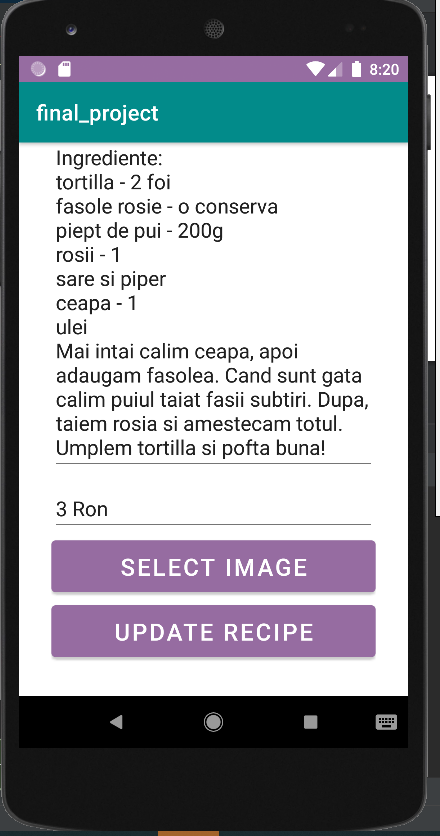 8:20
final_project
Ingrediente:
tortilla - 2 foi
fasole rosie - o conserva
piept de pui - 200g
rosii - 1
sare si piper
ceapa - 1
ulei
Mai intai calim ceapa, apoi
adaugam fasolea. Cand sunt gata
calim puiul taiat fasii subtiri. Dupa,
taiem rosia si amestecam totul.
Umplem tortilla si pofta buna!
3 Ron
SELECT IMAGE
UPDATE RECIPE